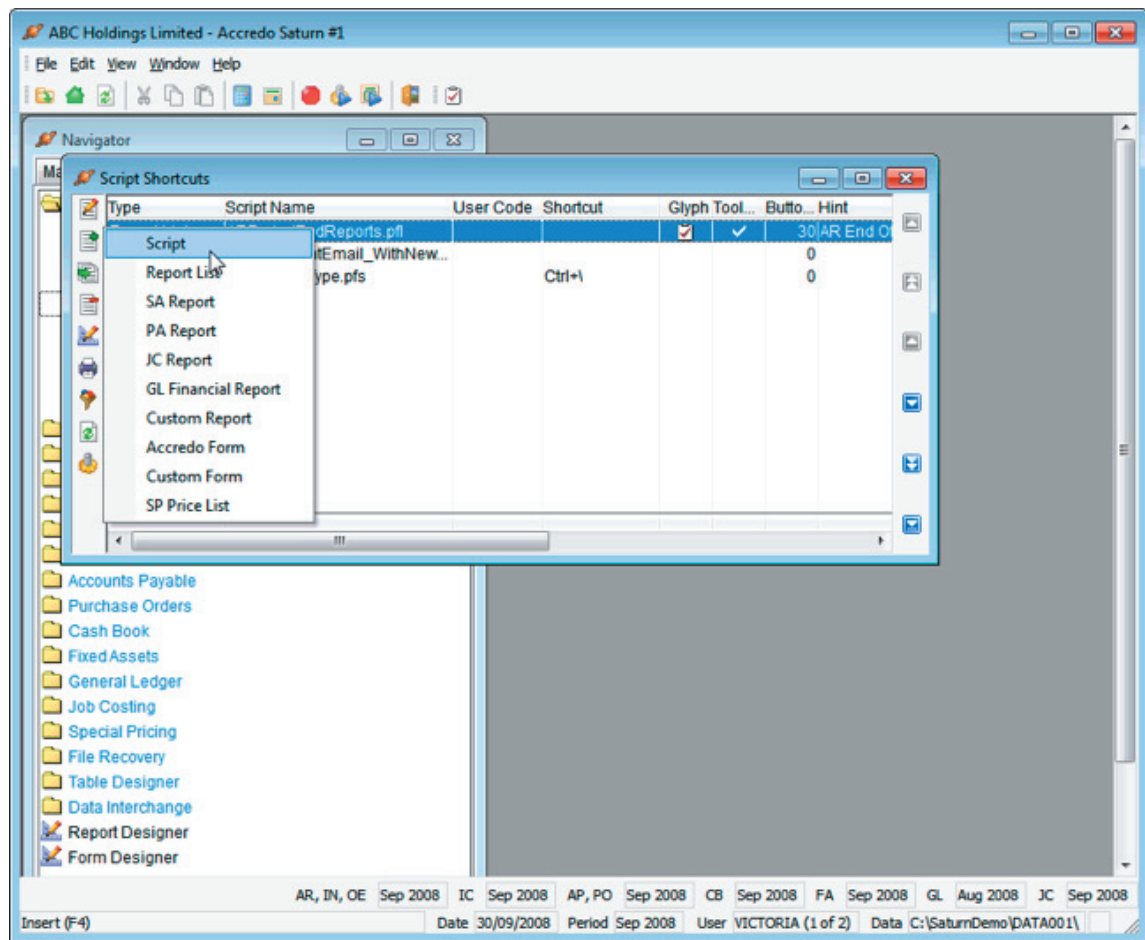 ABC Holdings Limited - Accredo Saturn #1
File Edit View Window Help
Navigator
Ma
Script Shortcuts
Type Script Name User Code Shortcut Glyph Tool... Butto... Hint
dReports.pfl 30 AR End Of
Script
tEmail_WithNew... 0
Report List
ype.pfs Ctrl+\ 0
SA Report
PA Report
JC Report
GL Financial Report
Custom Report
Accredo Form
Custom Form
SP Price List
Accounts Payable
Purchase Orders
Cash Book
Fixed Assets
General Ledger
Job Costing
Special Pricing
File Recovery
Table Designer
Data Interchange
Report Designer
Form Designer
AR, IN, OE Sep 2008 IC Sep 2008 AP, PO Sep 2008 CB Sep 2008 FA Sep 2008 GL Aug 2008 JC Sep 2008
Insert (F4) Date 30/09/2008 Period Sep 2008 User VICTORIA (1 of 2) Data C:\SaturnDemo\DATA001\